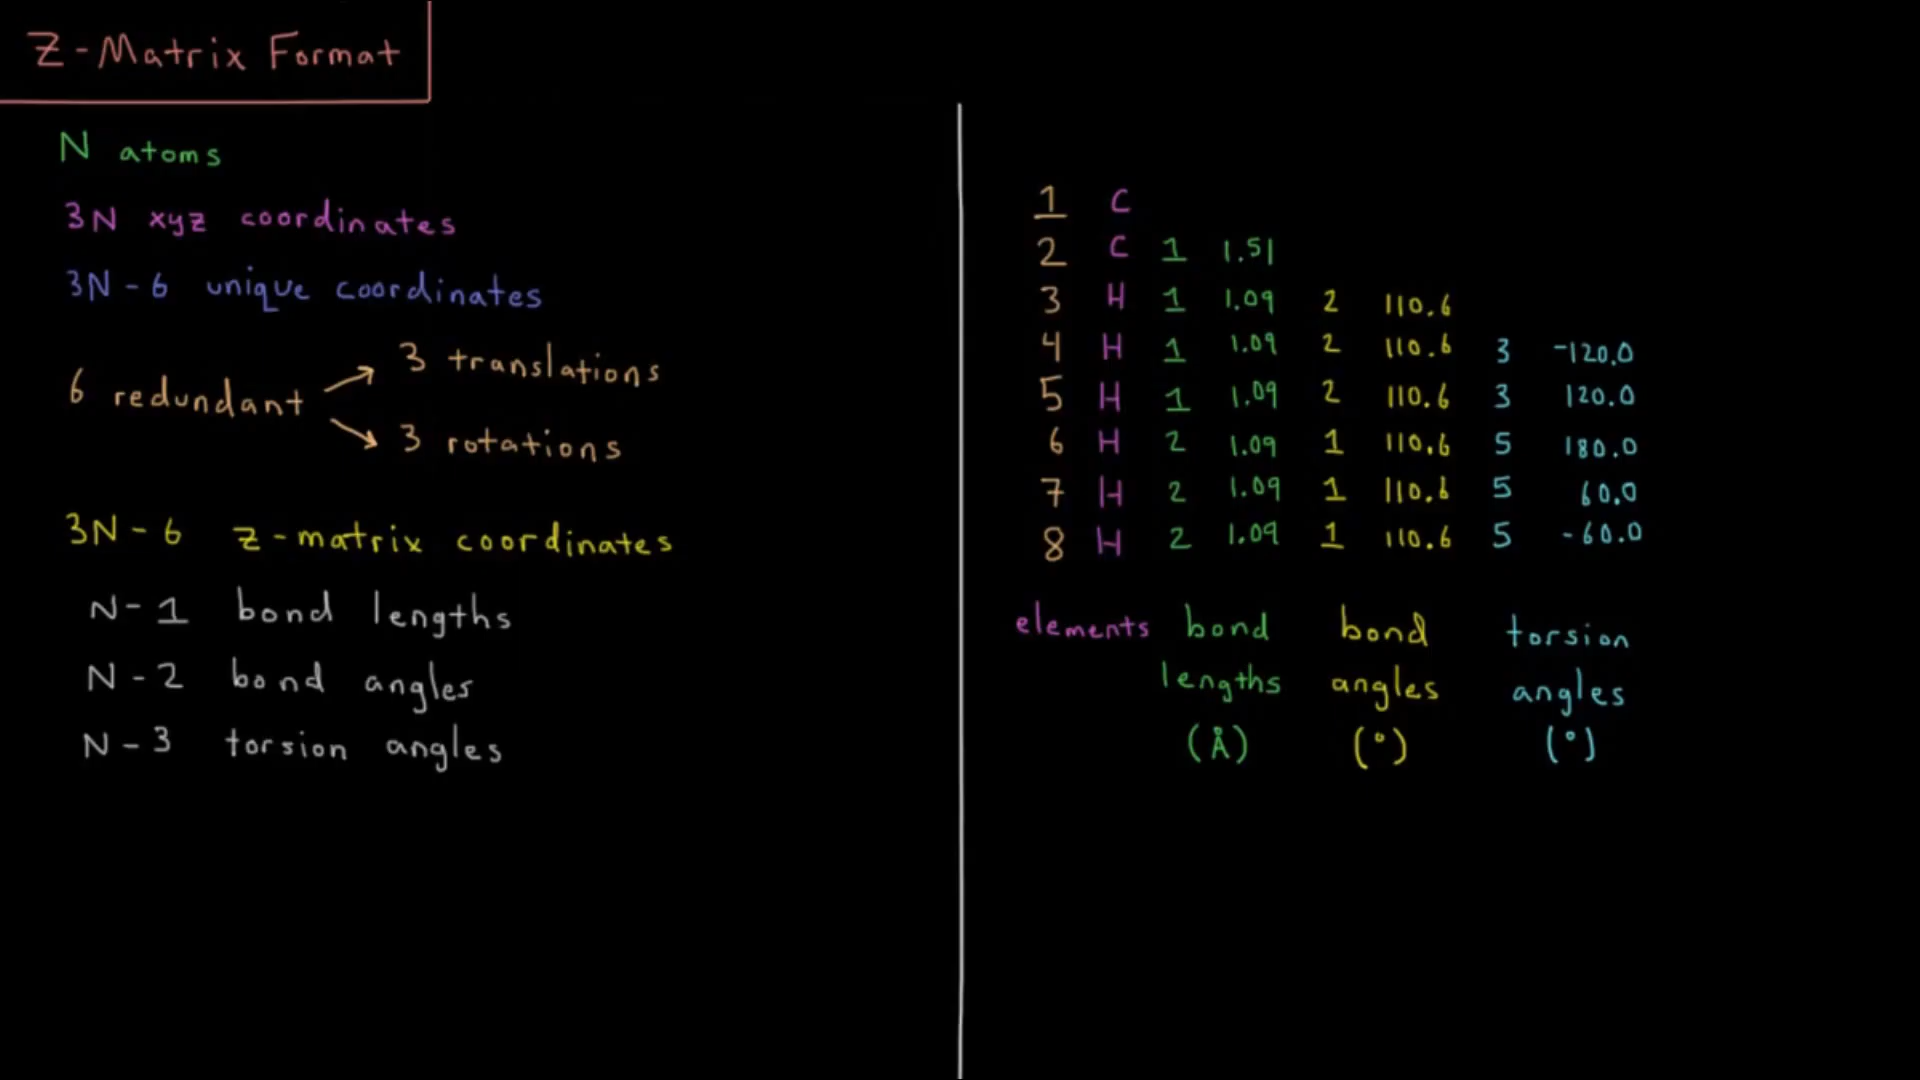 Z-Matrix Format
N atoms
3N xyz coordinates
3N-6 unique coordinates
6 redundant
3 translations
3 rotations
3N-6 z-matrix coordinates
N-1 bond lengths
N-2 bond angles
N-3 torsion angles
1 C
2 C 1 1.51
3 H 1 1.09 2 110.6
4 H 1 1.09 2 110.6 3 -120.0
5 H 1 1.09 2 110.6 3 120.0
6 H 2 1.09 1 110.6 5 180.0
7 H 2 1.09 1 110.6 5 60.0
8 H 2 1.09 1 110.6 5 -60.0
elements bond bond torsion
lengths angles angles
(Å) (°) (°)